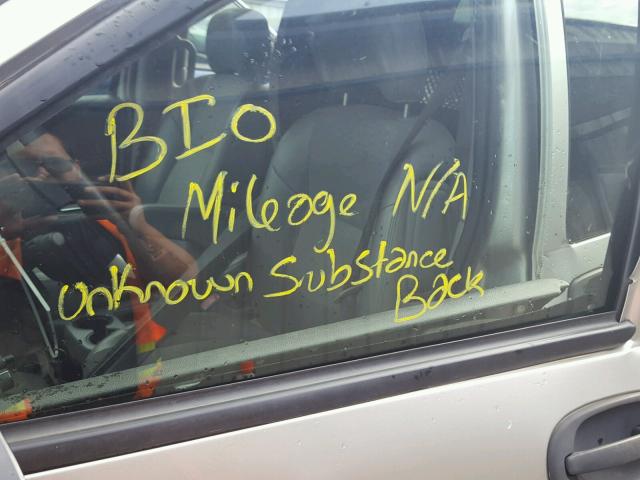 BIO
Mileage N/A
Unknown Substance
Back